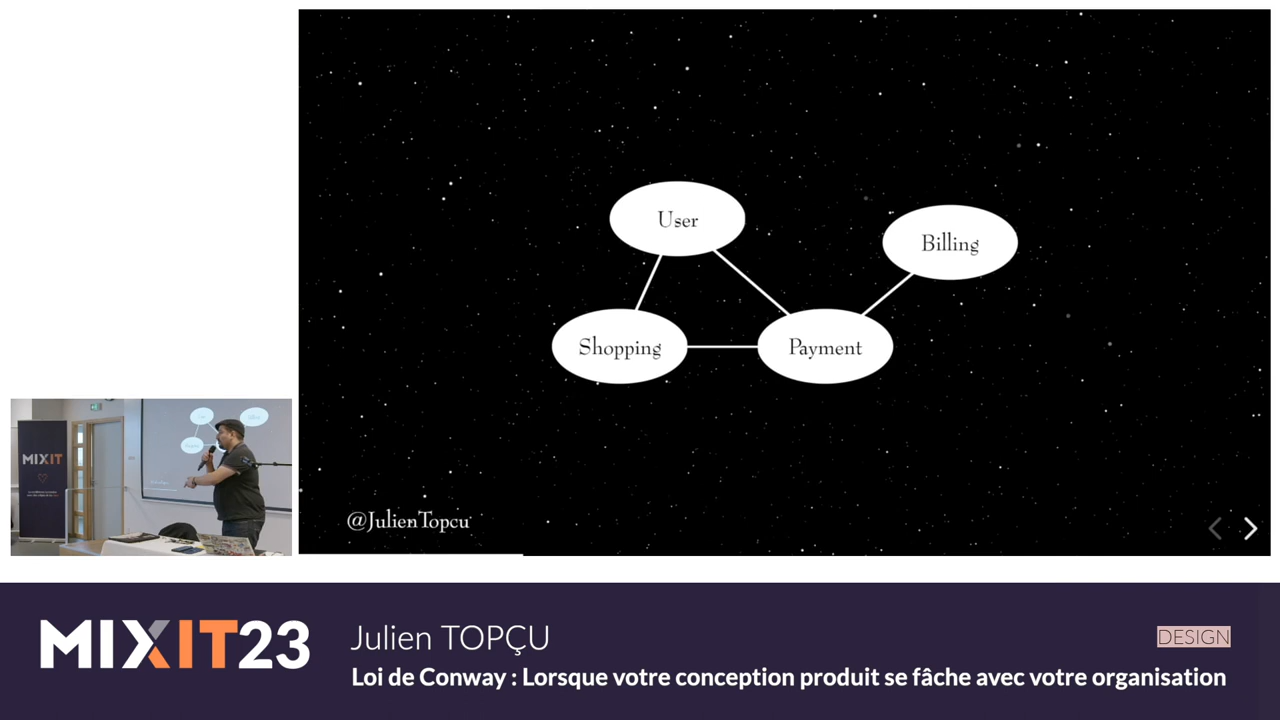 User
Billing
Shopping
Payment
@JulienTopcu
MIXIT
MIXIT23
Julien TOPÇU
DESIGN
Loi de Conway : Lorsque votre conception produit se fâche avec votre organisation